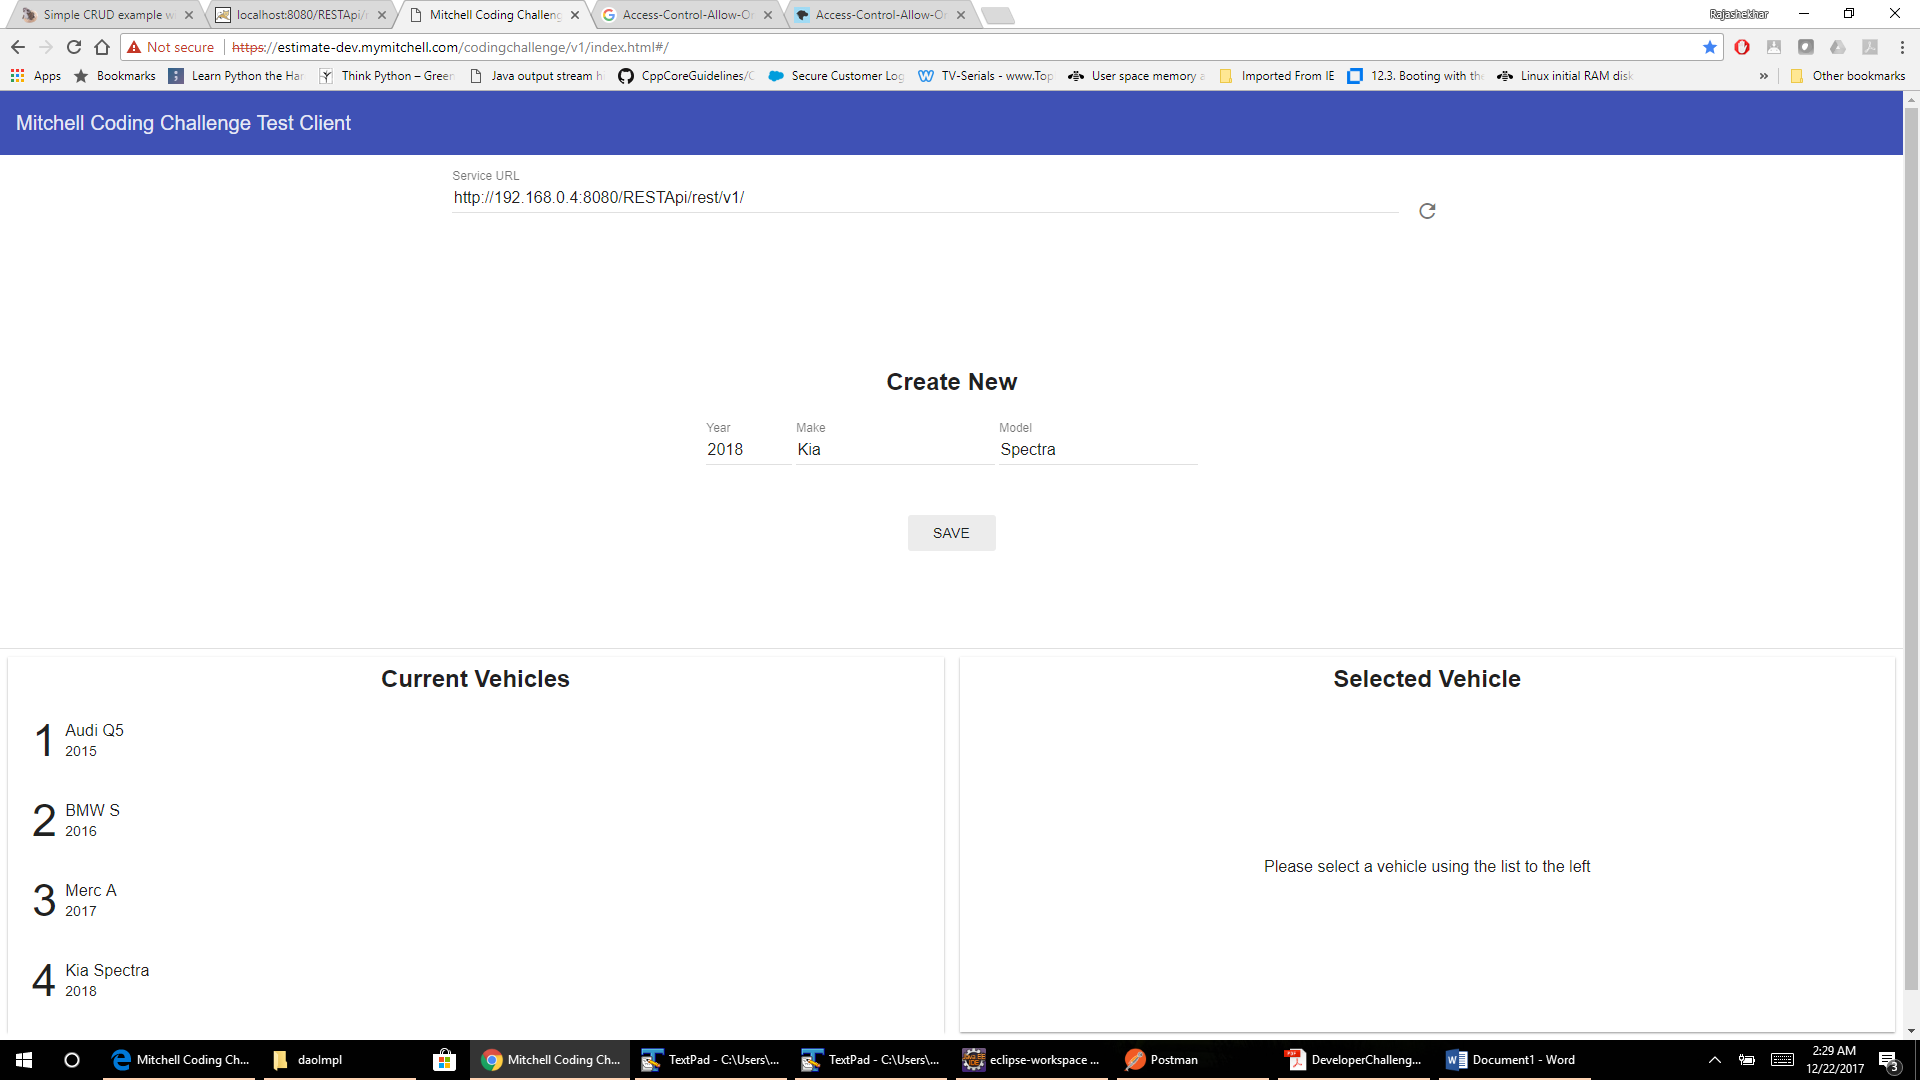 Simple CRUD example w
localhost:8080/RESTApi/r
Mitchell Coding Challeng
Access-Control-Allow-Or
Access-Control-Allow-Or
Rajashekhar
Not secure https://estimate-dev.mymitchell.com/codingchallenge/v1/index.html#/
Apps Bookmarks Learn Python the Har Think Python – Green Java output stream h CppCoreGuidelines/C Secure Customer Log TV-Serials - www.Top User space memory a Imported From IE 12.3. Booting with the Linux initial RAM disk » Other bookmarks
Mitchell Coding Challenge Test Client
Service URL
http://192.168.0.4:8080/RESTApi/rest/v1/
Create New
Year Make Model
2018 Kia Spectra
SAVE
Current Vehicles
1 Audi Q5
2015
2 BMW S
2016
3 Merc A
2017
4 Kia Spectra
2018
Selected Vehicle
Please select a vehicle using the list to the left
Mitchell Coding Ch... daoImpl Mitchell Coding Ch... TextPad - C:\Users\... TextPad - C:\Users\... eclipse-workspace ... Postman DeveloperChalleng... Document1 - Word
2:29 AM
12/22/2017
3